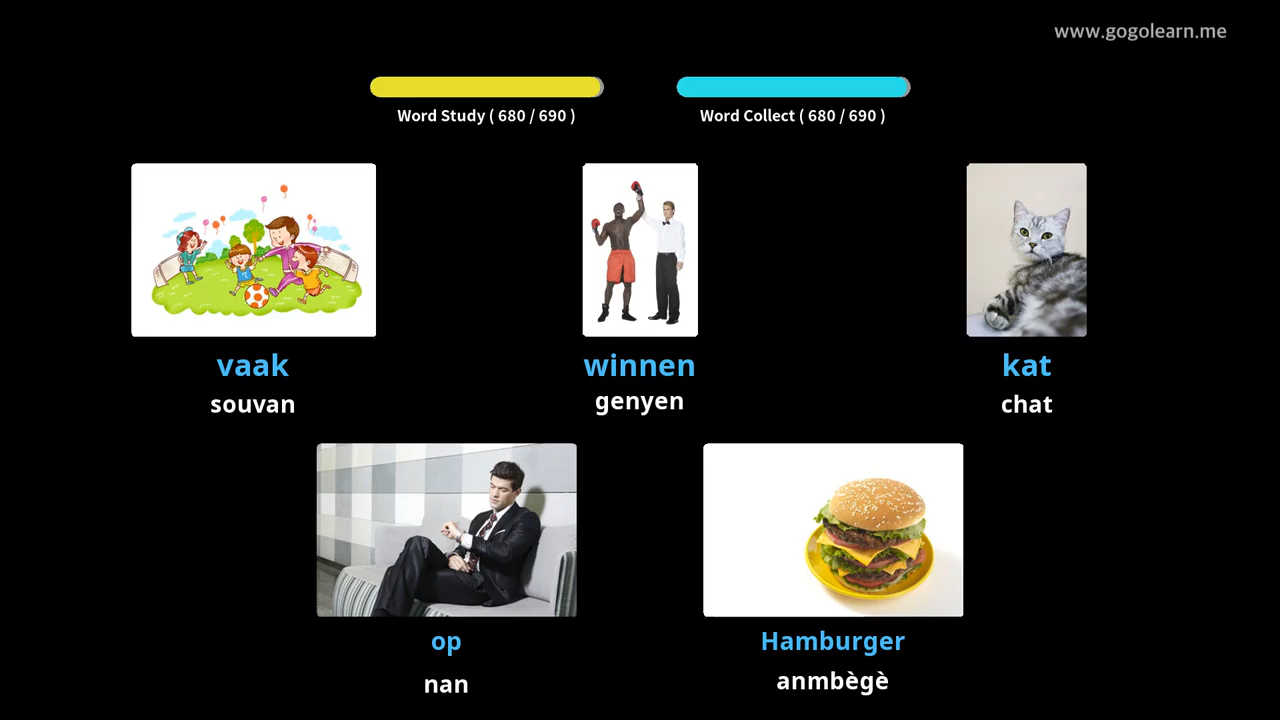 www.gogolearn.me
Word Study ( 680 / 690 )
Word Collect ( 680 / 690 )
vaak
souvan
winnen
genyen
kat
chat
op
nan
Hamburger
anmbègè